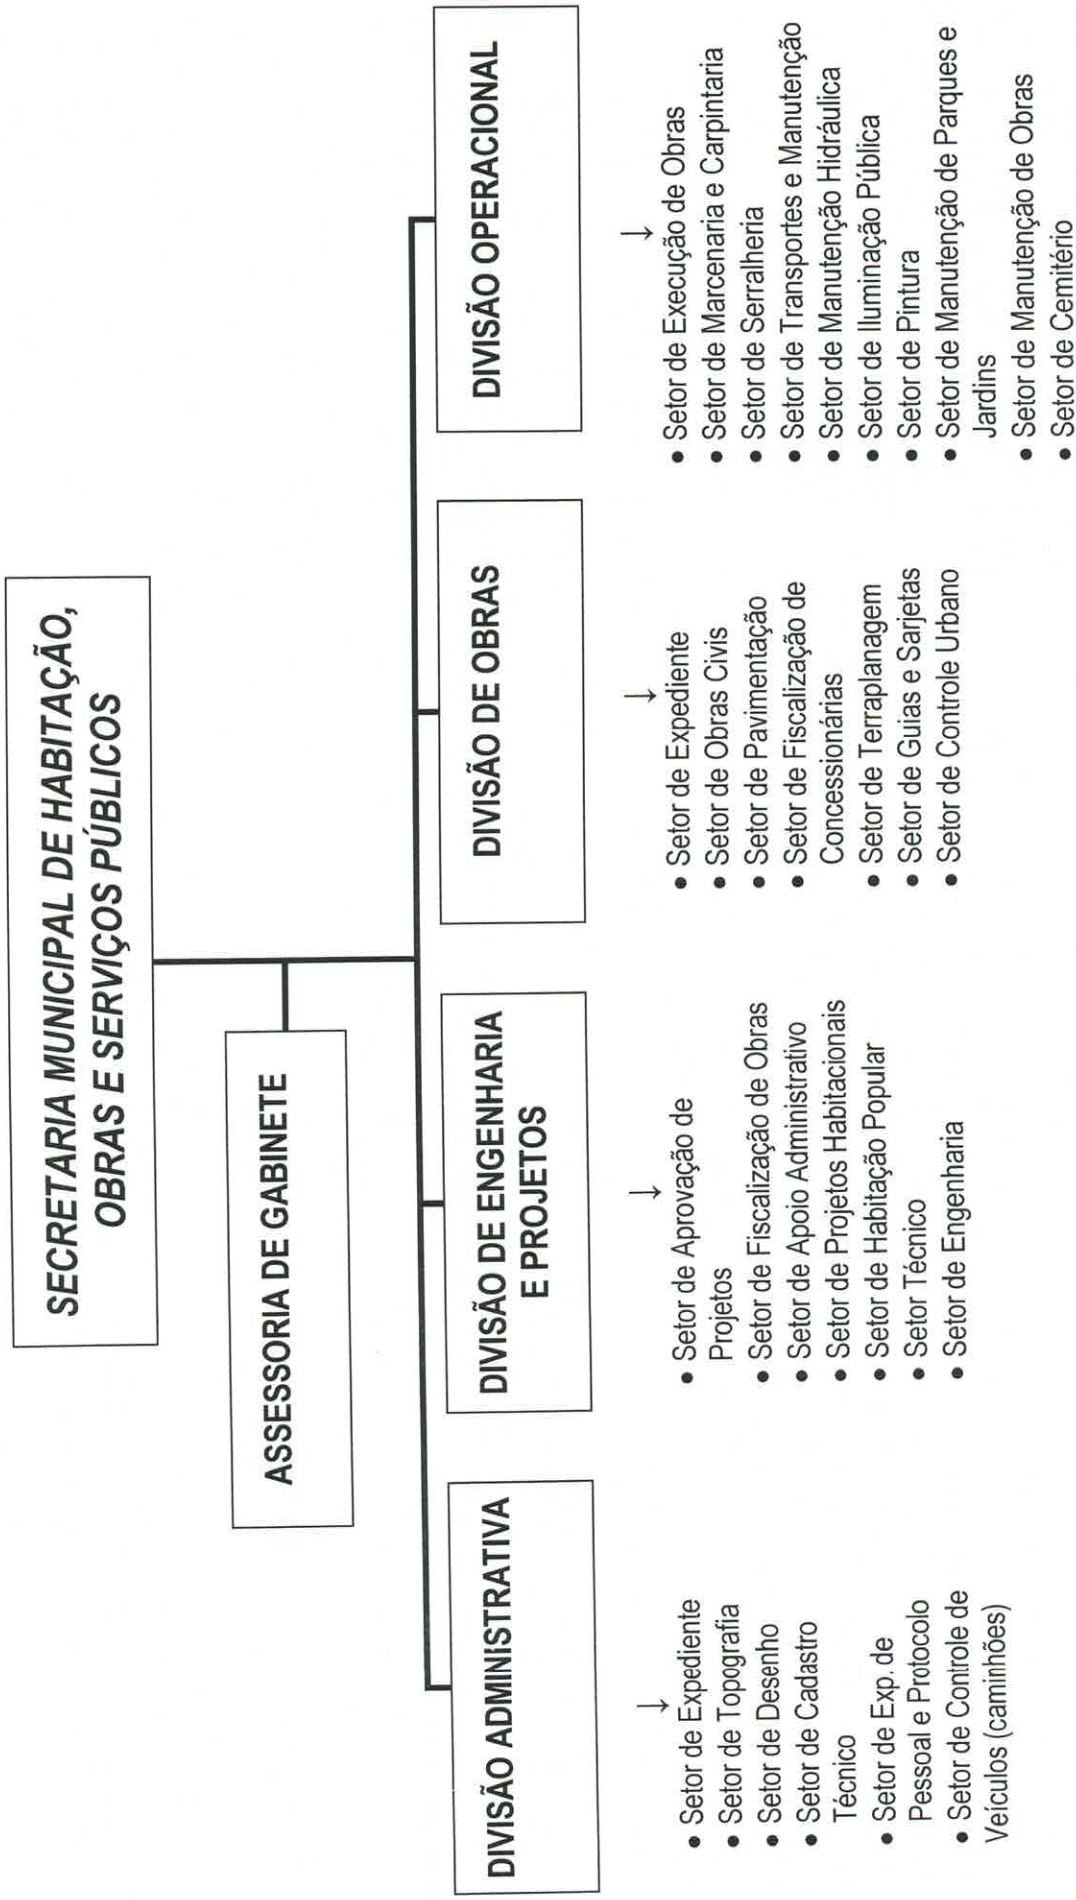 SECRETARIA MUNICIPAL DE HABITAÇÃO,
OBRAS E SERVIÇOS PÚBLICOS
ASSESSORIA DE GABINETE
DIVISÃO ADMINISTRATIVA
↓
• Setor de Expediente
• Setor de Topografia
• Setor de Desenho
• Setor de Cadastro
Técnico
• Setor de Exp. de
Pessoal e Protocolo
• Setor de Controle de
Veículos (caminhões)
DIVISÃO DE ENGENHARIA
E PROJETOS
↓
• Setor de Aprovação de
Projetos
• Setor de Fiscalização de Obras
• Setor de Apoio Administrativo
• Setor de Projetos Habitacionais
• Setor de Habitação Popular
• Setor Técnico
• Setor de Engenharia
DIVISÃO DE OBRAS
↓
• Setor de Expediente
• Setor de Obras Civis
• Setor de Pavimentação
• Setor de Fiscalização de
Concessionárias
• Setor de Terraplanagem
• Setor de Guias e Sarjetas
• Setor de Controle Urbano
DIVISÃO OPERACIONAL
↓
• Setor de Execução de Obras
• Setor de Marcenaria e Carpintaria
• Setor de Serralheria
• Setor de Transportes e Manutenção
• Setor de Manutenção Hidráulica
• Setor de Iluminação Pública
• Setor de Pintura
• Setor de Manutenção de Parques e
Jardins
• Setor de Manutenção de Obras
• Setor de Cemitério